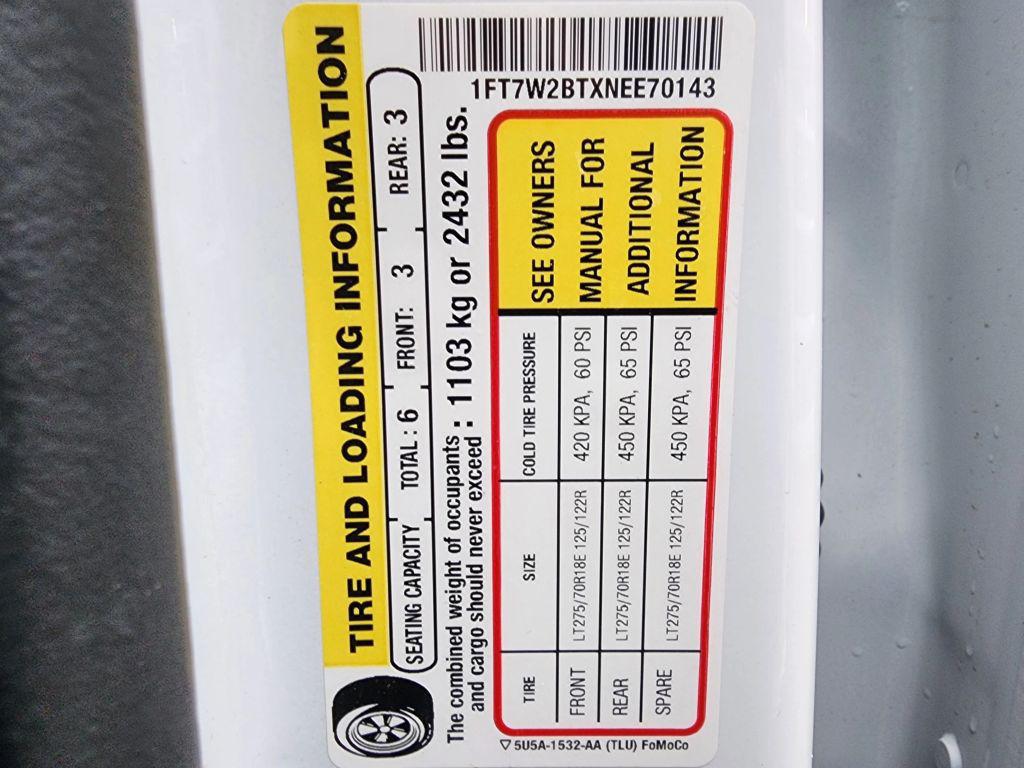 TIRE AND LOADING INFORMATION
SEATING CAPACITY TOTAL : 6 FRONT: 3 REAR: 3
The combined weight of occupants
and cargo should never exceed : 1103 kg or 2432 lbs.
1FT7W2BTXNEE70143
TIRE SIZE COLD TIRE PRESSURE
FRONT LT275/70R18E 125/122R 420 KPA, 60 PSI
REAR LT275/70R18E 125/122R 450 KPA, 65 PSI
SPARE LT275/70R18E 125/122R 450 KPA, 65 PSI
SEE OWNERS
MANUAL FOR
ADDITIONAL
INFORMATION
5U5A-1532-AA (TLU) FoMoCo